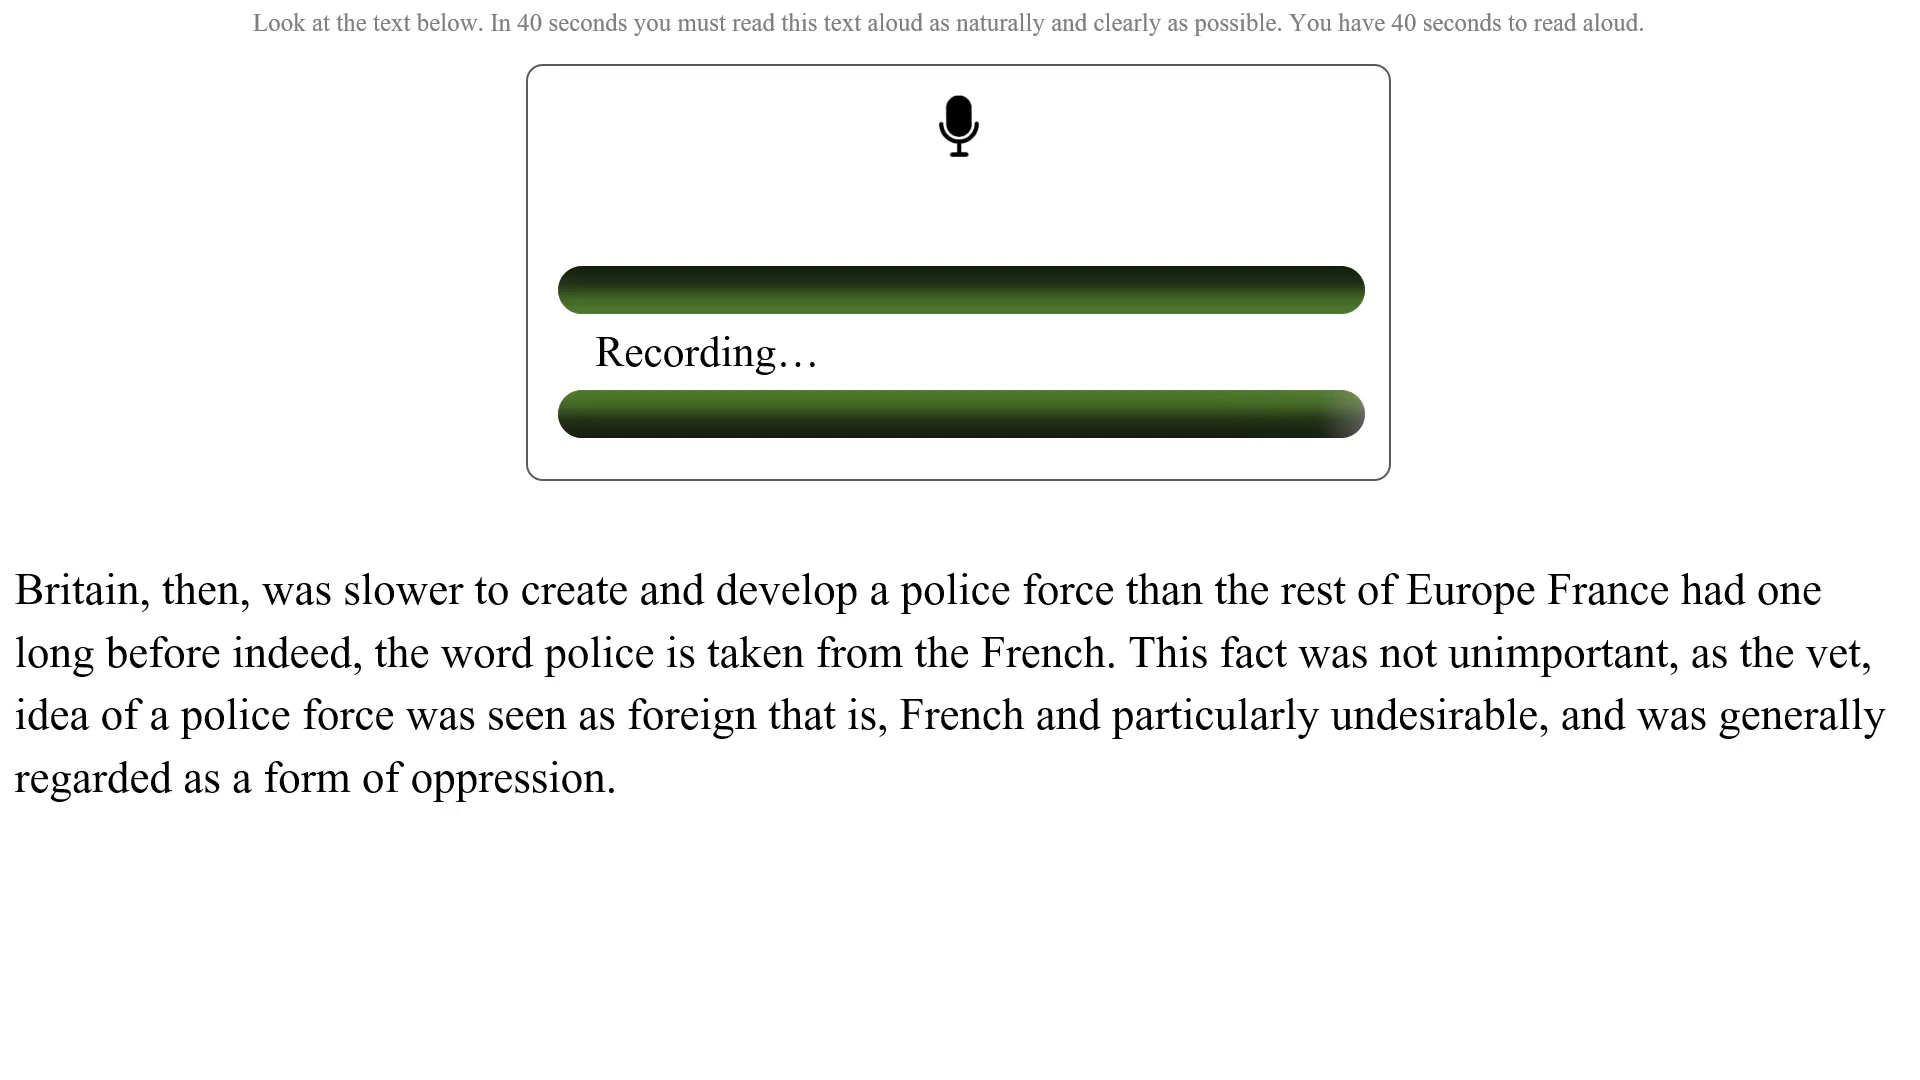 Look at the text below. In 40 seconds you must read this text aloud as naturally and clearly as possible. You have 40 seconds to read aloud.
Recording…
Britain, then, was slower to create and develop a police force than the rest of Europe France had one
long before indeed, the word police is taken from the French. This fact was not unimportant, as the vet,
idea of a police force was seen as foreign that is, French and particularly undesirable, and was generally
regarded as a form of oppression.